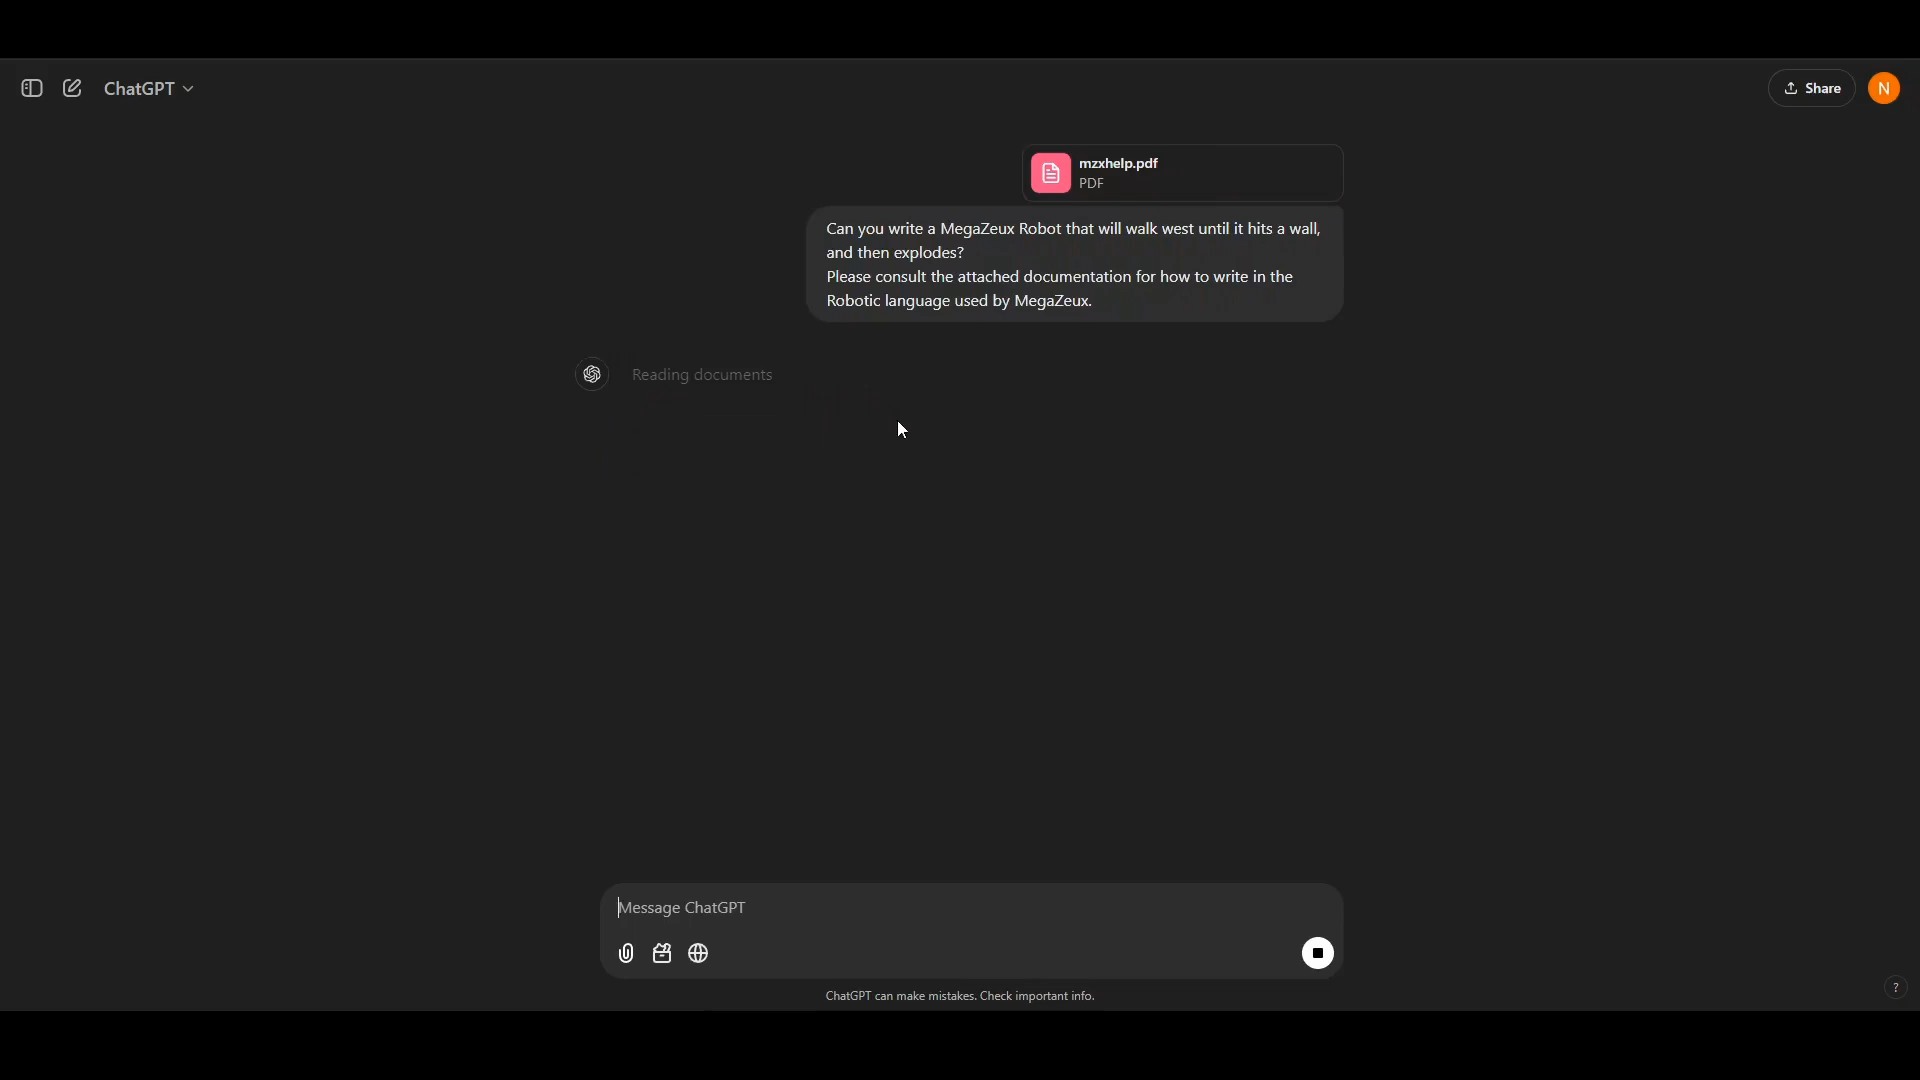 ChatGPT
Share
N
mzxhelp.pdf
PDF
Can you write a MegaZeux Robot that will walk west until it hits a wall,
and then explodes?
Please consult the attached documentation for how to write in the
Robotic language used by MegaZeux.
Reading documents
Message ChatGPT
ChatGPT can make mistakes. Check important info.
?